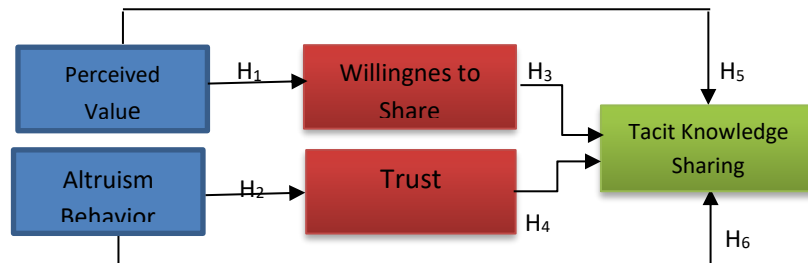 Perceived
Value
H₁
Willingnes to
Share
H₃
H₅
Tacit Knowledge
Sharing
Altruism
Behavior
H₂
Trust
H₄
H₆